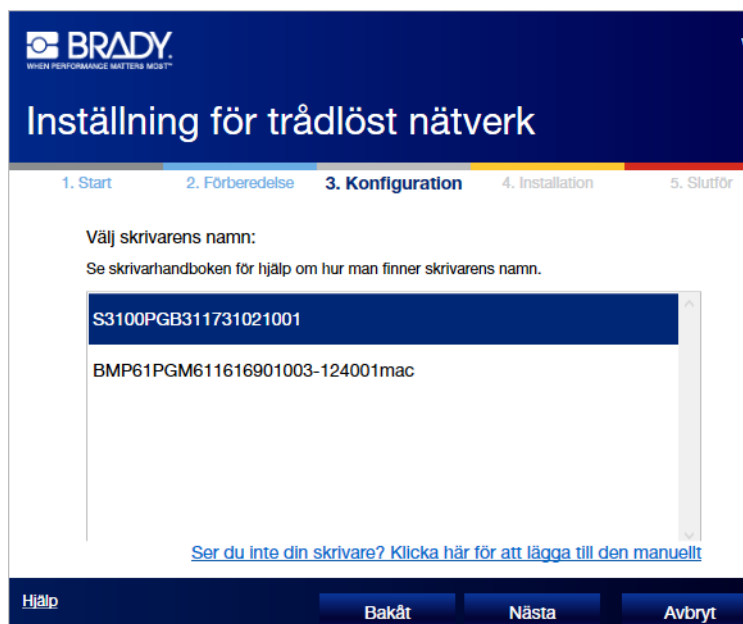 BRADY.
WHEN PERFORMANCE MATTERS MOST™
Inställning för trådlöst nätverk
1. Start 2. Förberedelse 3. Konfiguration 4. Installation 5. Slutför
Välj skrivarens namn:
Se skrivarhandboken för hjälp om hur man finner skrivarens namn.
S3100PGB311731021001
BMP61PGM611616901003-124001mac
Ser du inte din skrivare? Klicka här för att lägga till den manuellt
Hjälp Bakåt Nästa Avbryt